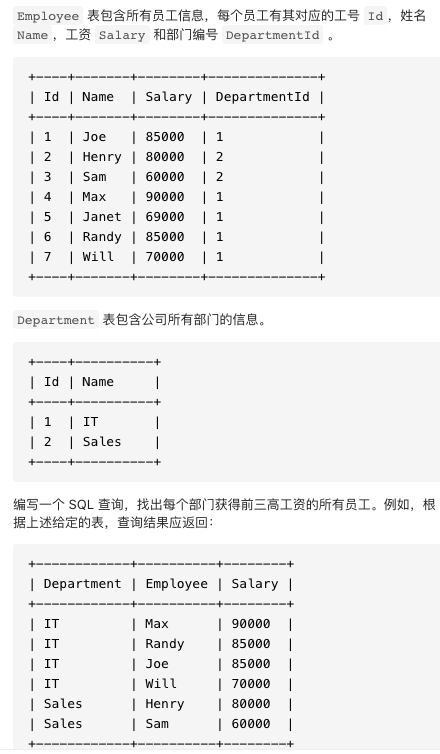 Employee 表包含所有员工信息，每个员工有其对应的工号 Id，姓名
Name，工资 Salary 和部门编号 DepartmentId 。
+----+-------+--------+--------------+
| Id | Name  | Salary | DepartmentId |
+----+-------+--------+--------------+
| 1  | Joe   | 85000  | 1            |
| 2  | Henry | 80000  | 2            |
| 3  | Sam   | 60000  | 2            |
| 4  | Max   | 90000  | 1            |
| 5  | Janet | 69000  | 1            |
| 6  | Randy | 85000  | 1            |
| 7  | Will  | 70000  | 1            |
+----+-------+--------+--------------+
Department 表包含公司所有部门的信息。
+----+----------+
| Id | Name     |
+----+----------+
| 1  | IT       |
| 2  | Sales    |
+----+----------+
编写一个 SQL 查询，找出每个部门获得前三高工资的所有员工。例如，根
据上述给定的表，查询结果应返回：
+------------+----------+--------+
| Department | Employee | Salary |
+------------+----------+--------+
| IT         | Max      | 90000  |
| IT         | Randy    | 85000  |
| IT         | Joe      | 85000  |
| IT         | Will     | 70000  |
| Sales      | Henry    | 80000  |
| Sales      | Sam      | 60000  |
+------------+----------+--------+